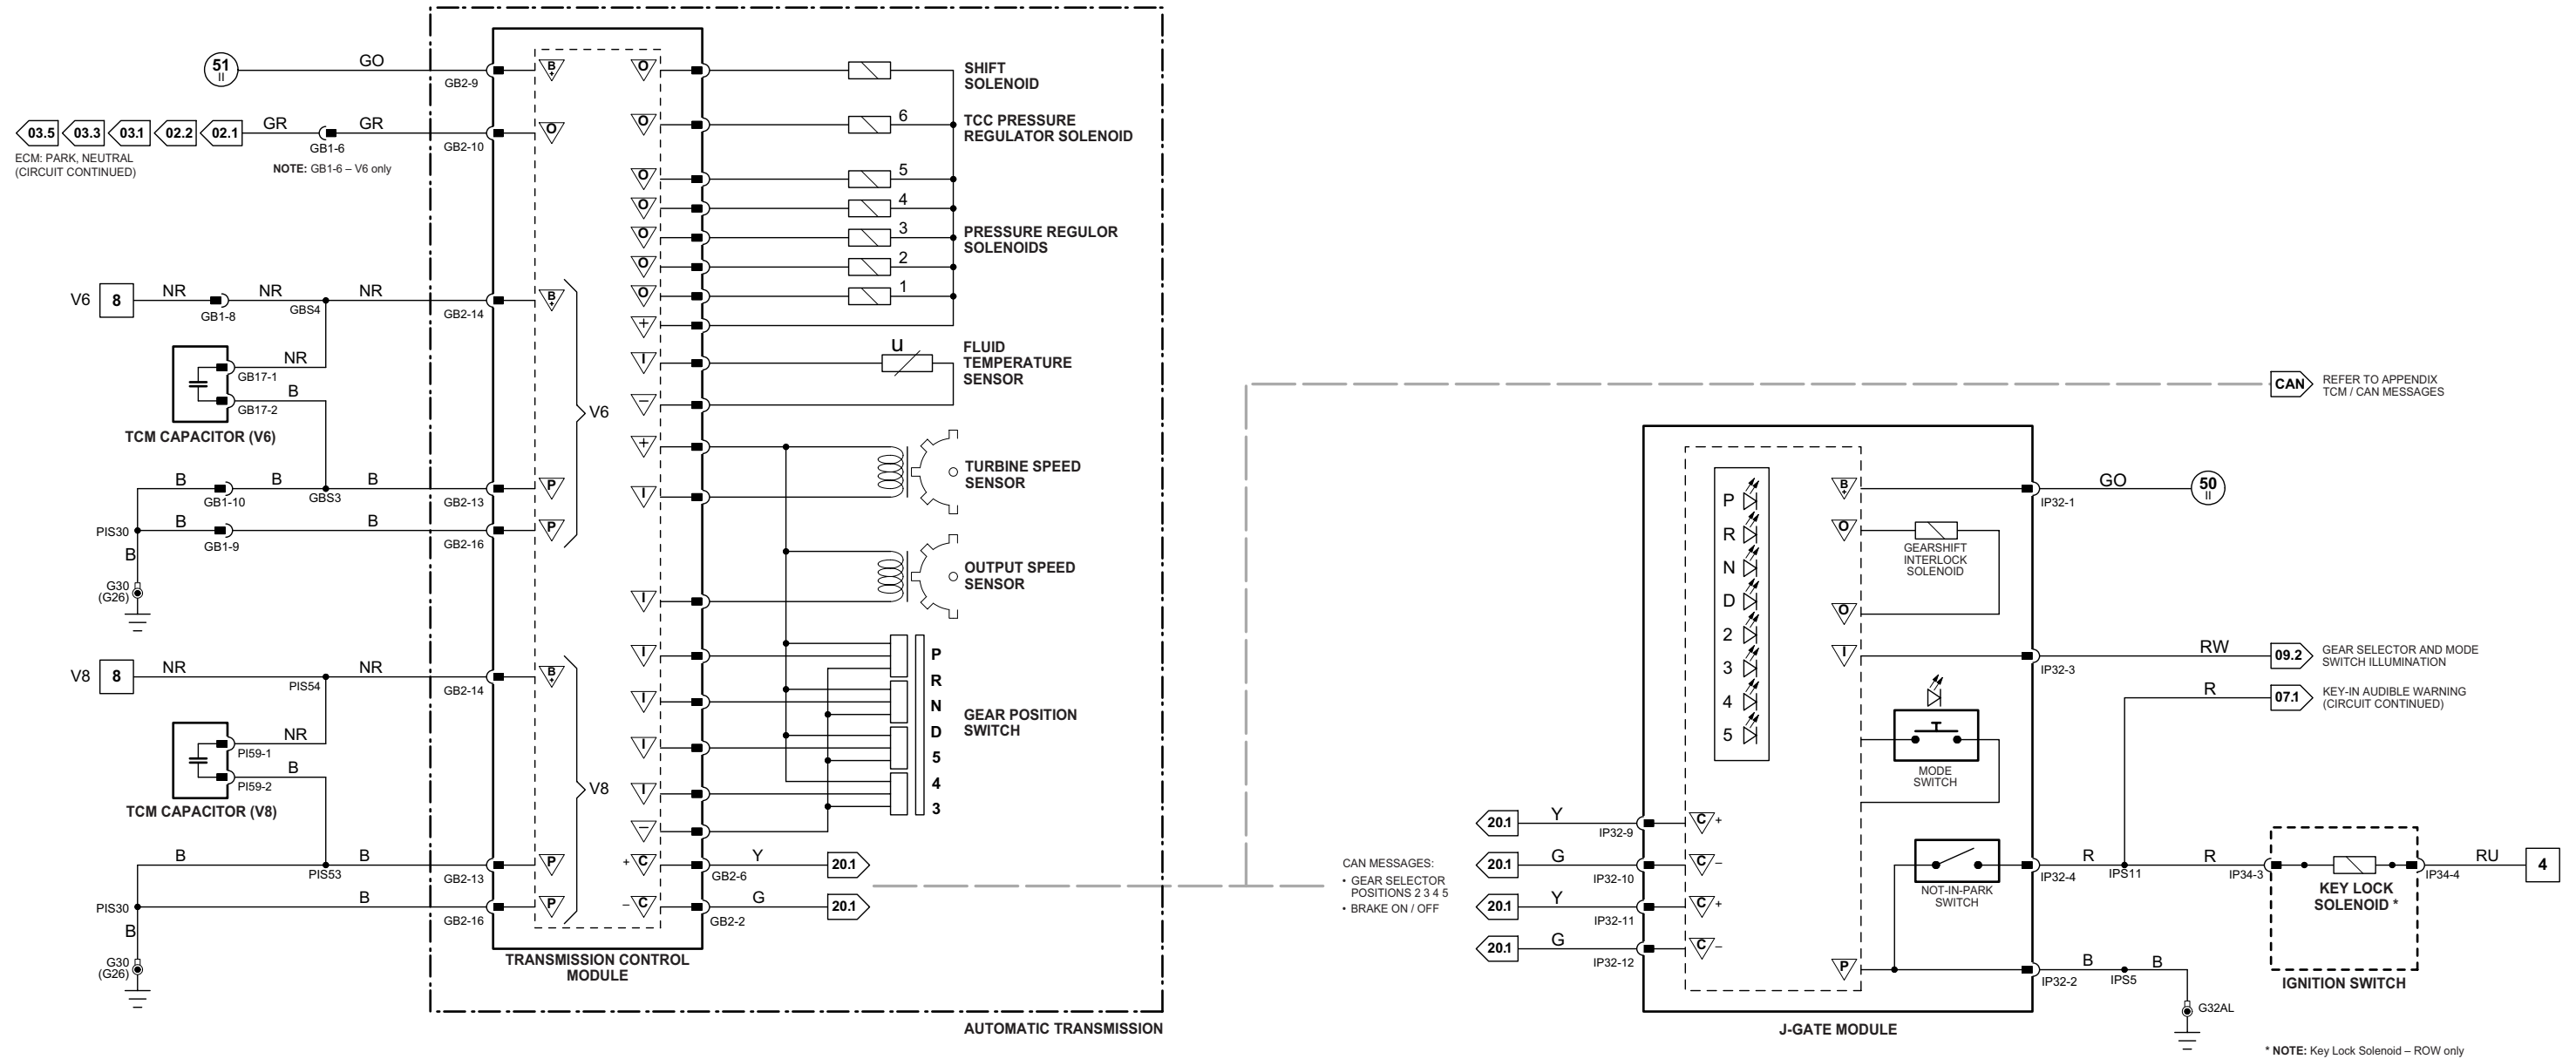 51
II
GO
GB2-9
B
+
O
SHIFT
SOLENOID
03.5
03.3
03.1
02.2
02.1
GR
GR
GB1-6
GB2-10
O
ECM: PARK, NEUTRAL
(CIRCUIT CONTINUED)
NOTE: GB1-6 – V6 only
O
6
TCC PRESSURE
REGULATOR SOLENOID
O
5
O
4
O
3
PRESSURE REGULOR
SOLENOIDS
O
2
O
1
+
V6
8
NR
NR
NR
GB1-8
GBS4
GB2-14
B
+
NR
GB17-1
B
GB17-2
TCM CAPACITOR (V6)
V6
I
u
FLUID
TEMPERATURE
SENSOR
–
+
TURBINE SPEED
SENSOR
I
B
B
B
GB1-10
GBS3
GB2-13
P
PIS30
B
B
GB1-9
GB2-16
P
B
G30
(G26)
OUTPUT SPEED
SENSOR
I
V8
8
NR
NR
PIS54
GB2-14
B
+
NR
PI59-1
B
PI59-2
TCM CAPACITOR (V8)
V8
I
I
I
I
–
P
R
N
D
5
4
3
GEAR POSITION
SWITCH
B
B
PIS53
GB2-13
P
+
C
GB2-6
Y
20.1
PIS30
B
GB2-16
P
–
C
GB2-2
G
20.1
B
G30
(G26)
TRANSMISSION CONTROL
MODULE
AUTOMATIC TRANSMISSION
CAN
REFER TO APPENDIX
TCM / CAN MESSAGES
P
R
N
D
2
3
4
5
B
+
IP32-1
GO
50
II
O
GEARSHIFT
INTERLOCK
SOLENOID
O
I
IP32-3
RW
09.2
GEAR SELECTOR AND MODE
SWITCH ILLUMINATION
R
07.1
KEY-IN AUDIBLE WARNING
(CIRCUIT CONTINUED)
MODE
SWITCH
CAN MESSAGES:
• GEAR SELECTOR
POSITIONS 2 3 4 5
• BRAKE ON / OFF
20.1
Y
IP32-9
C
+
20.1
G
IP32-10
C
–
20.1
Y
IP32-11
C
+
20.1
G
IP32-12
C
–
NOT-IN-PARK
SWITCH
IP32-4
R
IPS11
R
IP34-3
KEY LOCK
SOLENOID *
IP34-4
RU
4
IGNITION SWITCH
P
IP32-2
B
IPS5
B
G32AL
J-GATE MODULE
* NOTE: Key Lock Solenoid – ROW only